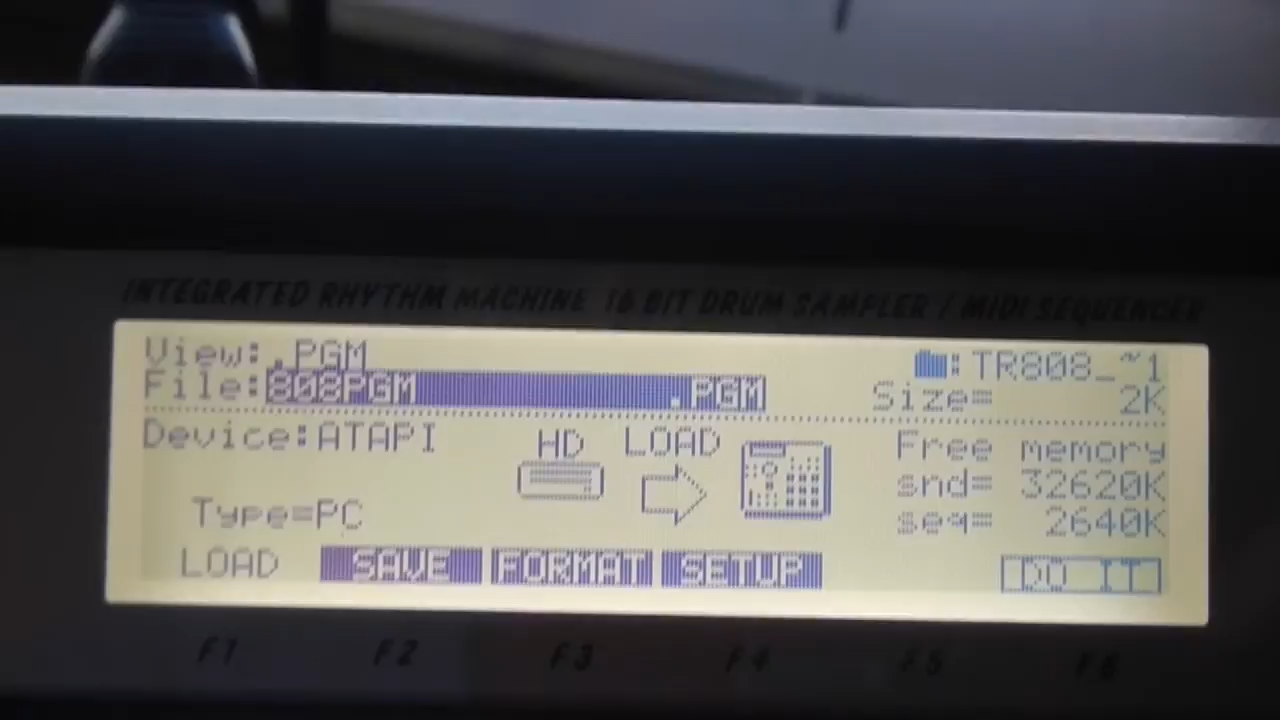 INTEGRATED RHYTHM MACHINE 16 BIT DRUM SAMPLER / MIDI SEQUENCER
View:.PGM
:TR808_~1
File:808PGM .PGM
Size= 2K
Device:ATAPI
HD LOAD
Free memory
snd= 32620K
Type=PC
seq= 2640K
LOAD SAVE FORMAT SETUP DO IT
F1 F2 F3 F4 F5 F6